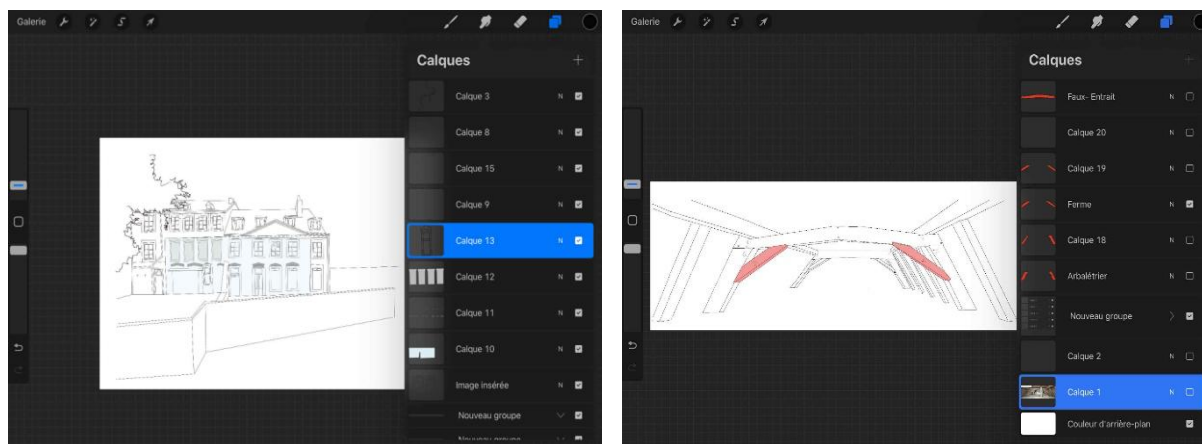 Galerie
Calques
Calque 3 N
Calque 8 N
Calque 15 N
Calque 9 N
Calque 13 N
Calque 12 N
Calque 11 N
Calque 10 N
Image insérée N
Nouveau groupe
Galerie
Calques
Faux- Entrait N
Calque 20 N
Calque 19 N
Ferme N
Calque 18 N
Arbalétrier N
Nouveau groupe
Calque 2 N
Calque 1 N
Couleur d'arrière-plan